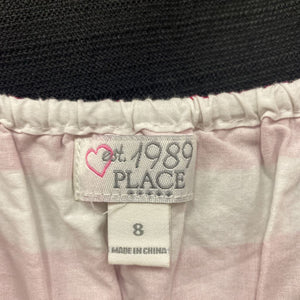 est. 1989
PLACE
8
MADE IN CHINA